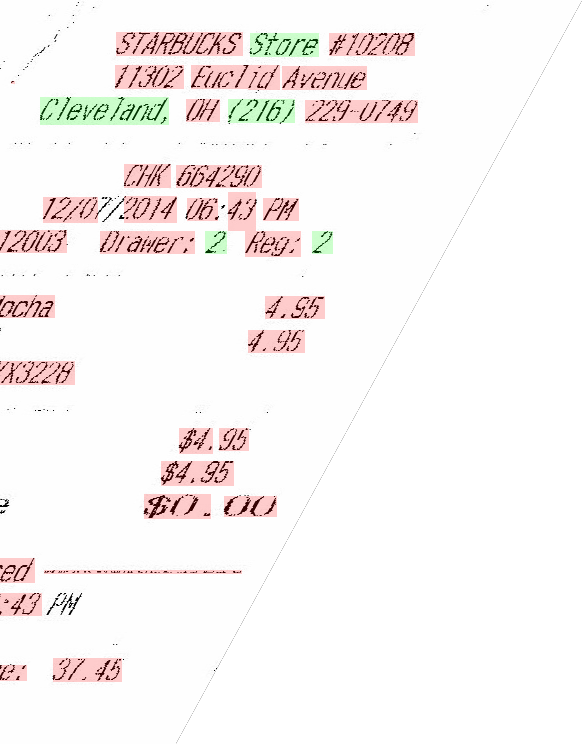 STARBUCKS Store #10208
11302 Euclid Avenue
Cleveland, OH (216) 229-0749
CHK 664290
12/07/2014 06:43 PM
12003 Drawer: 2 Reg: 2
ocha 4.95
4.95
XX3228
$4.95
$4.95
e $0.00
ed
:43 PM
e: 37.45